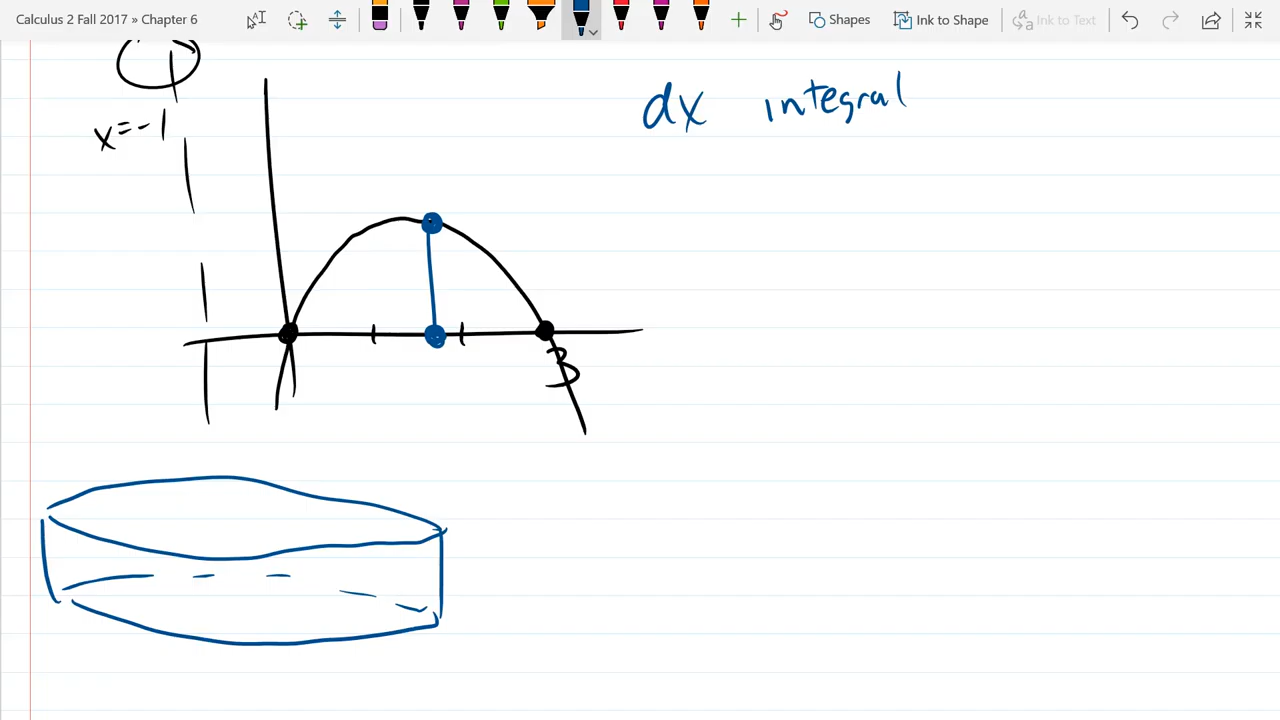 Calculus 2 Fall 2017 » Chapter 6
Shapes
Ink to Shape
Ink to Text
dx integral
x=-1
3